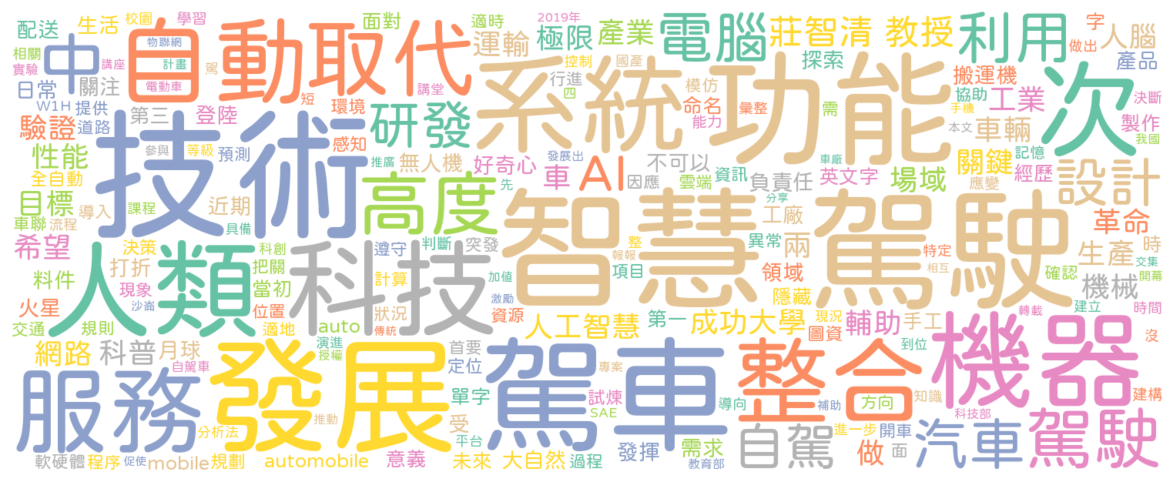 配送 生活 校園 學習 面對 適時 2019年 極限 產業 電腦 莊智清 教授 利用 字 人腦
相關 中 物聯網 自動 取代 運輸 控制 國產 探索 做出 產品
實驗 講座 計畫 日常 關注 電動車 駕 講堂 行進 四 模仿 搬運機 決斷
W1H 提供 第三 登陸 短 環境 研發 系統 功能 命名 能力 彙整 需 協助 手機 工業 次 製作
驗證 道路 技術 感知 本文 車輛 我國
性能 參與 等級 預測 推廣 無人機 好奇心 發展出 車 AI 不可以 車廠 關鍵 記憶
全自動 高度 先 因應 雲端 資訊 負責任 英文字 場域 應變 經歷 設計
目標 導入 課程 近期 智慧 駕駛 分享 工廠
車聯 流程 具備 遵守 判斷 突發 整 異常 兩 特定 革命
希望 人類 決策 科創 科技 報報 項目 領域 相互 確認 生產 時 交集
料件 打折 把關 計算 加值 隱藏 機械 開幕
火星 現象 當初 位置 狀況 激勵 資源 現況 轉載 建立 時間
交通 規則 沙崙 適地 auto 傳統 人工智慧 第一 成功大學 圖資 輔助 手工 沒
網路 科普 月球 演進 授權 首要 到位
自駕車 發展 定位 駕車 專案 整合 機器
服務 單字 試煉 SAE 導向 補助 方向 知識 建構
分析法 推動 受 科技部 駕駛
平台 發揮 需求 自駕 做 進一步 開車 面 汽車
軟硬體 程序 促使 mobile 規劃 automobile 意義 未來 大自然 過程 教育部